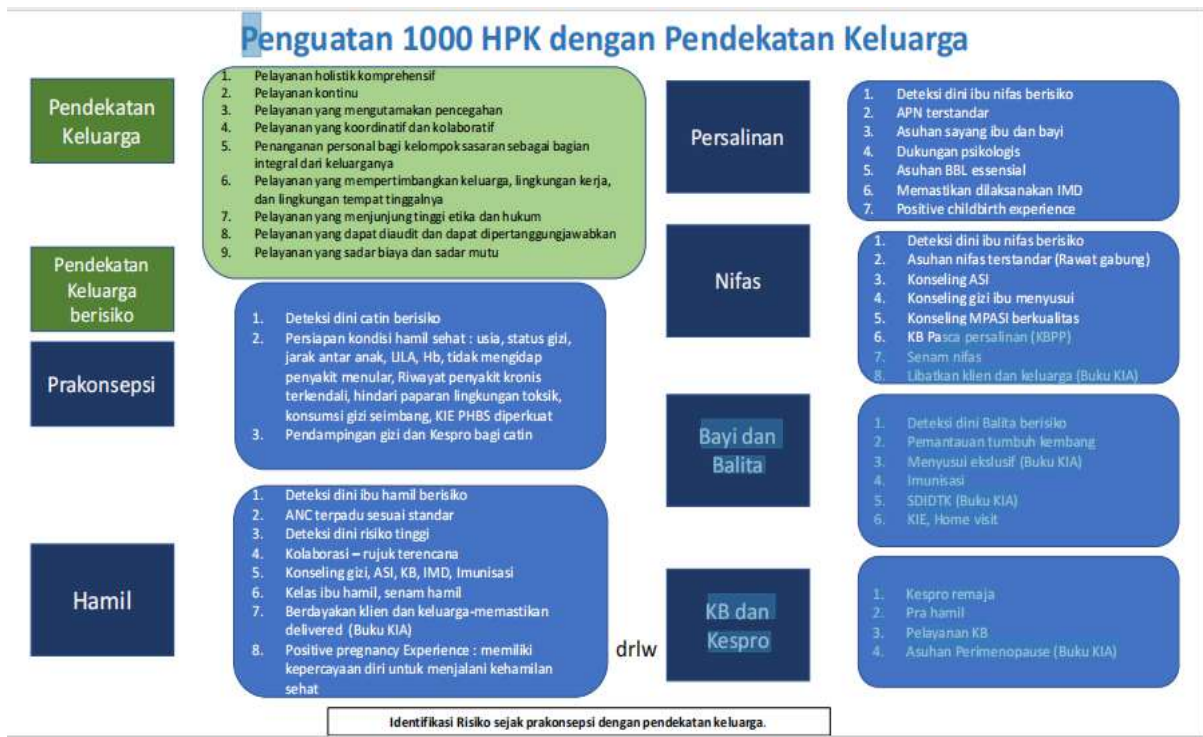 Penguatan 1000 HPK dengan Pendekatan Keluarga
Pendekatan
Keluarga
1. Pelayanan holistik komprehensif
2. Pelayanan kontinu
3. Pelayanan yang mengutamakan pencegahan
4. Pelayanan yang koordinatif dan kolaboratif
5. Penanganan personal bagi kelompok sasaran sebagai bagian
integral dari keluarganya
6. Pelayanan yang mempertimbangkan keluarga, lingkungan kerja,
dan lingkungan tempat tinggalnya
7. Pelayanan yang menjunjung tinggi etika dan hukum
8. Pelayanan yang dapat diaudit dan dapat dipertanggungjawabkan
9. Pelayanan yang sadar biaya dan sadar mutu
Pendekatan
Keluarga
berisiko
Prakonsepsi
1. Deteksi dini catin berisiko
2. Persiapan kondisi hamil sehat : usia, status gizi,
jarak antar anak, LILA, Hb, tidak mengidap
penyakit menular, Riwayat penyakit kronis
terkendali, hindari paparan lingkungan toksik,
konsumsi gizi seimbang, KIE PHBS diperkuat
3. Pendampingan gizi dan Kespro bagi catin
Hamil
1. Deteksi dini ibu hamil berisiko
2. ANC terpadu sesuai standar
3. Deteksi dini risiko tinggi
4. Kolaborasi – rujuk terencana
5. Konseling gizi, ASI, KB, IMD, Imunisasi
6. Kelas ibu hamil, senam hamil
7. Berdayakan klien dan keluarga-memastikan
delivered (Buku KIA)
8. Positive pregnancy Experience : memiliki
kepercayaan diri untuk menjalani kehamilan
sehat
Persalinan
1. Deteksi dini ibu nifas berisiko
2. APN terstandar
3. Asuhan sayang ibu dan bayi
4. Dukungan psikologis
5. Asuhan BBL essensial
6. Memastikan dilaksanakan IMD
7. Positive childbirth experience
Nifas
1. Deteksi dini ibu nifas berisiko
2. Asuhan nifas terstandar (Rawat gabung)
3. Konseling ASI
4. Konseling gizi ibu menyusui
5. Konseling MPASI berkualitas
6. KB Pasca persalinan (KBPP)
7. Senam nifas
8. Libatkan klien dan keluarga (Buku KIA)
Bayi dan
Balita
1. Deteksi dini Balita berisiko
2. Pemantauan tumbuh kembang
3. Menyusui ekslusif (Buku KIA)
4. Imunisasi
5. SDIDTK (Buku KIA)
6. KIE, Home visit
KB dan
Kespro
1. Kespro remaja
2. Pra hamil
3. Pelayanan KB
4. Asuhan Perimenopause (Buku KIA)
drlw
Identifikasi Risiko sejak prakonsepsi dengan pendekatan keluarga.